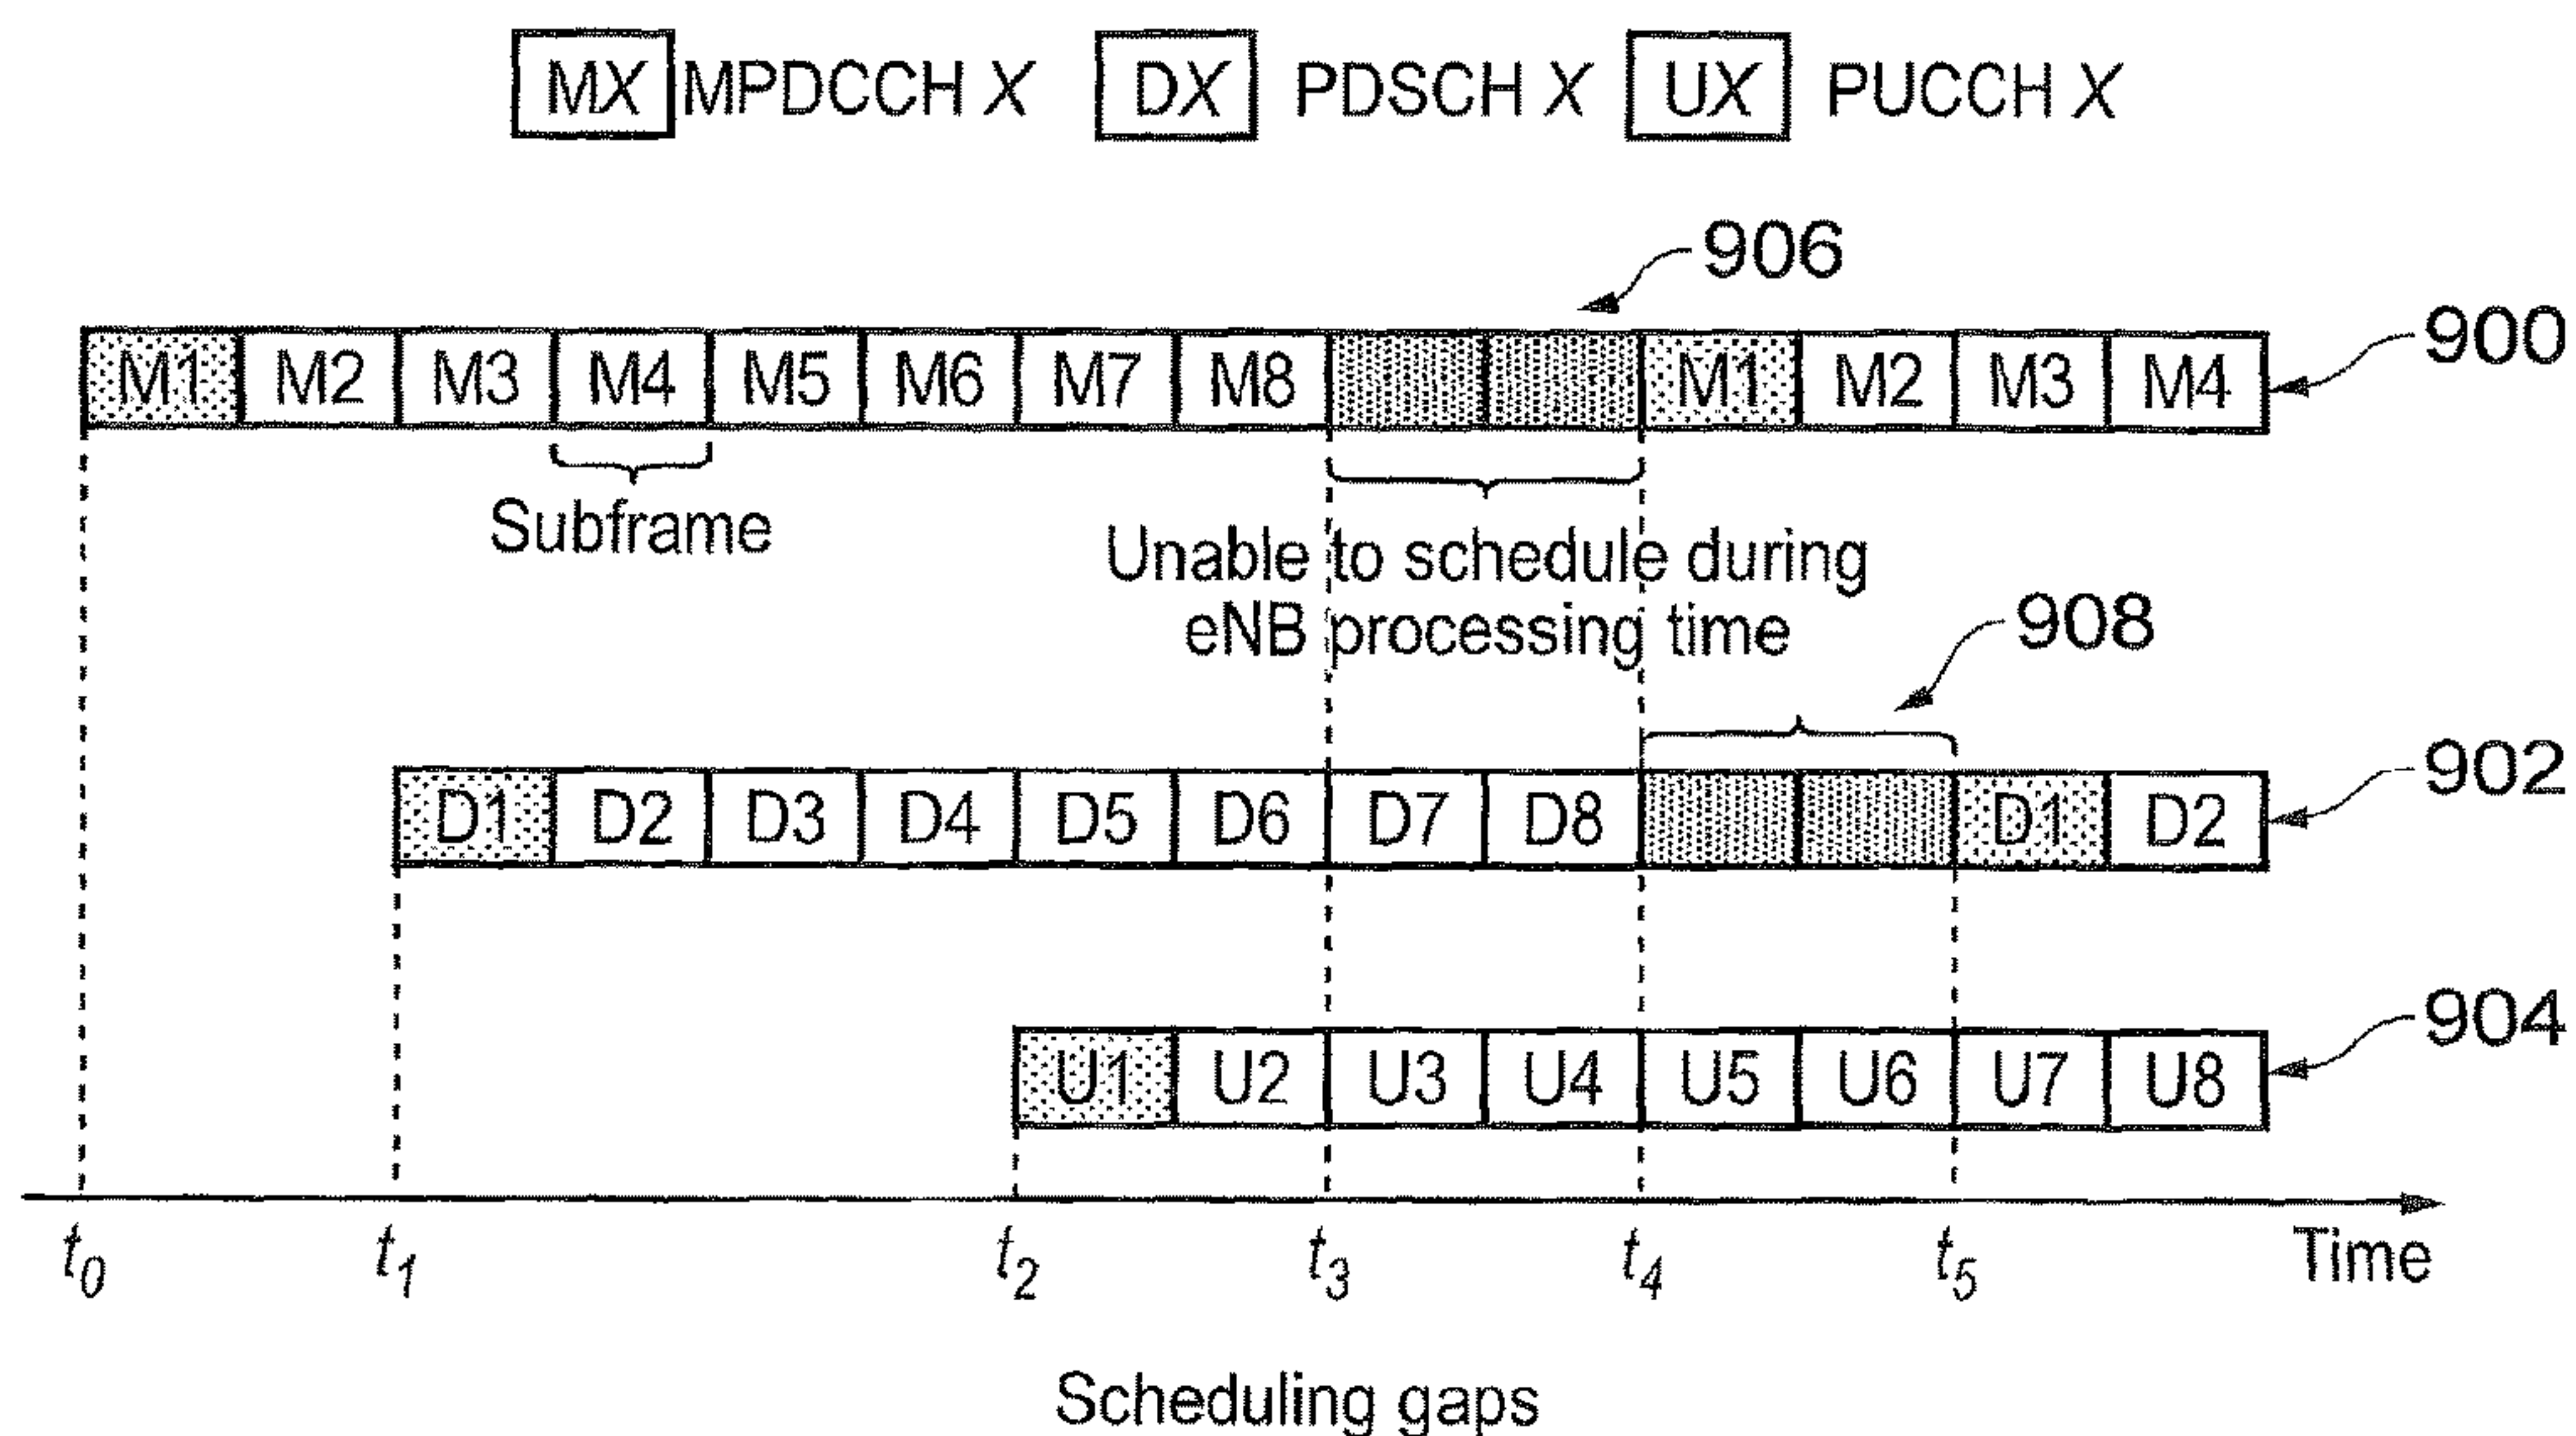 MX MPDCCH X DX PDSCH X UX PUCCH X
906
900
M1 M2 M3 M4 M5 M6 M7 M8 M1 M2 M3 M4
Subframe
Unable to schedule during
eNB processing time
908
902
D1 D2 D3 D4 D5 D6 D7 D8 D1 D2
904
U1 U2 U3 U4 U5 U6 U7 U8
t0 t1 t2 t3 t4 t5 Time
Scheduling gaps